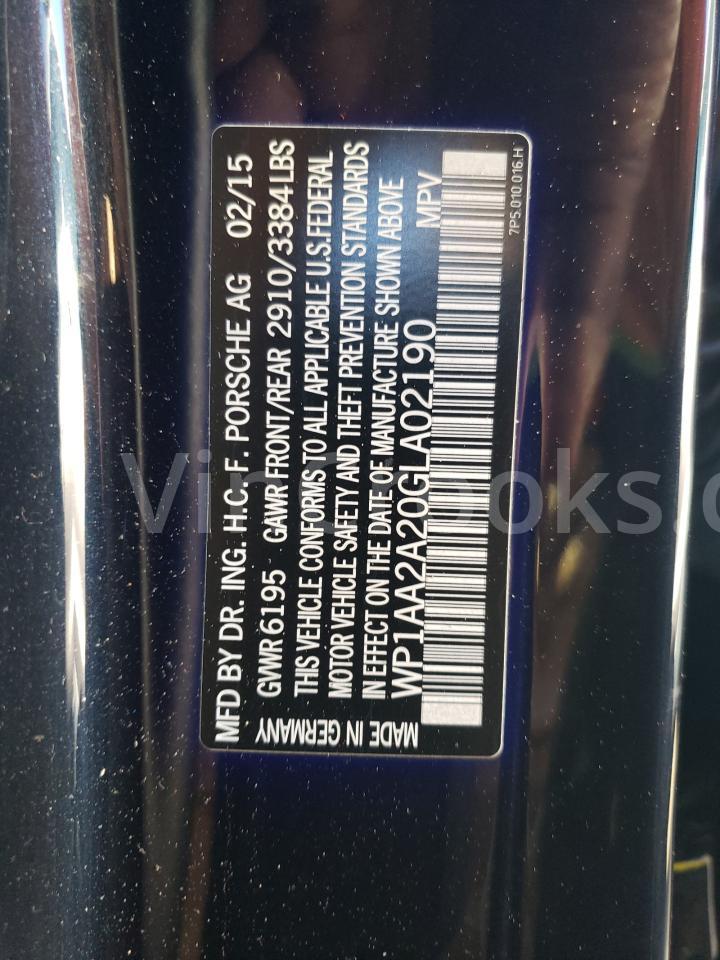 MFD BY DR. ING. H.C. F. PORSCHE AG 02/15
GVWR 6195 GAWR FRONT/REAR 2910/3384 LBS
THIS VEHICLE CONFORMS TO ALL APPLICABLE U.S. FEDERAL
MOTOR VEHICLE SAFETY AND THEFT PREVENTION STANDARDS
IN EFFECT ON THE DATE OF MANUFACTURE SHOWN ABOVE
WP1AA2A20GLA02190 MPV
MADE IN GERMANY
7P5.010.016.H